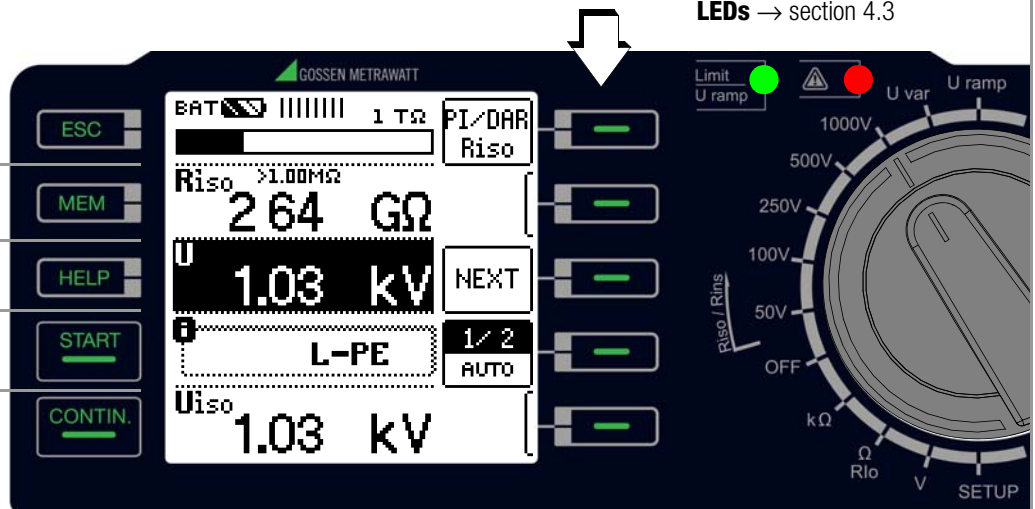 LEDs → section 4.3
GOSSEN METRAWATT
Limit
U ramp
U var
U ramp
ESC
MEM
HELP
START
CONTIN.
BAT
1 TΩ
PI/DAR
Riso
Riso >1.00MΩ
264 GΩ
U
1.03 kV
NEXT
L-PE
1/2
AUTO
Uiso
1.03 kV
1000V
500V
250V
100V
50V
Riso / Rins
OFF
kΩ
Ω
Rlo
V
SETUP